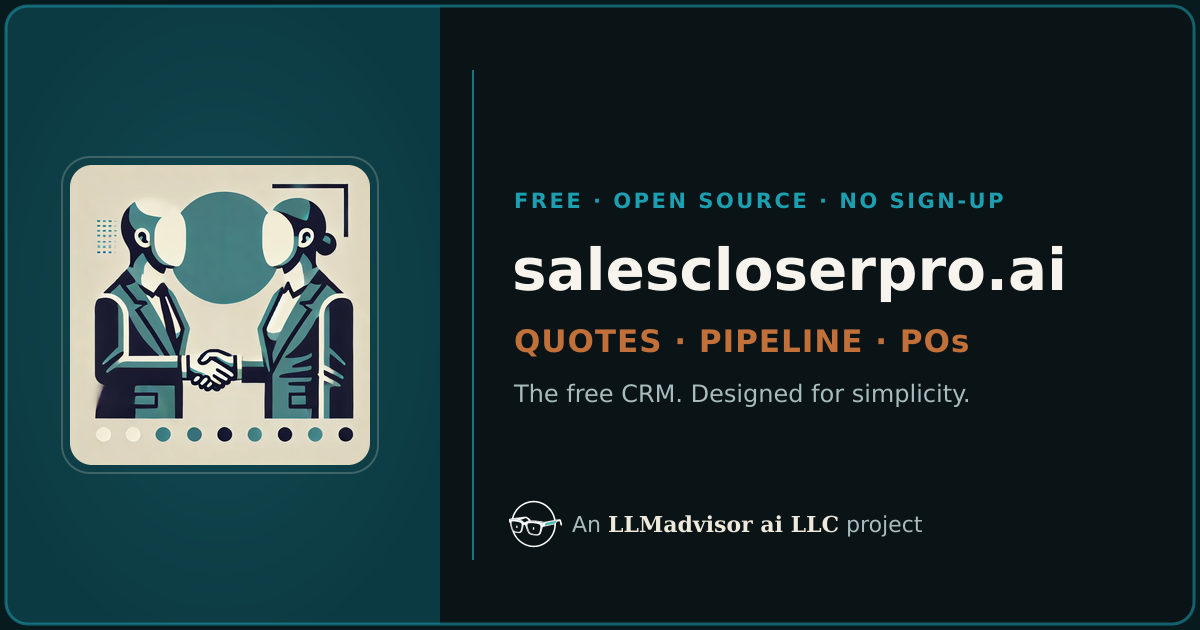 FREE · OPEN SOURCE · NO SIGN-UP
salescloserpro.ai
QUOTES · PIPELINE · POs
The free CRM. Designed for simplicity.
An LLMadvisor ai LLC project